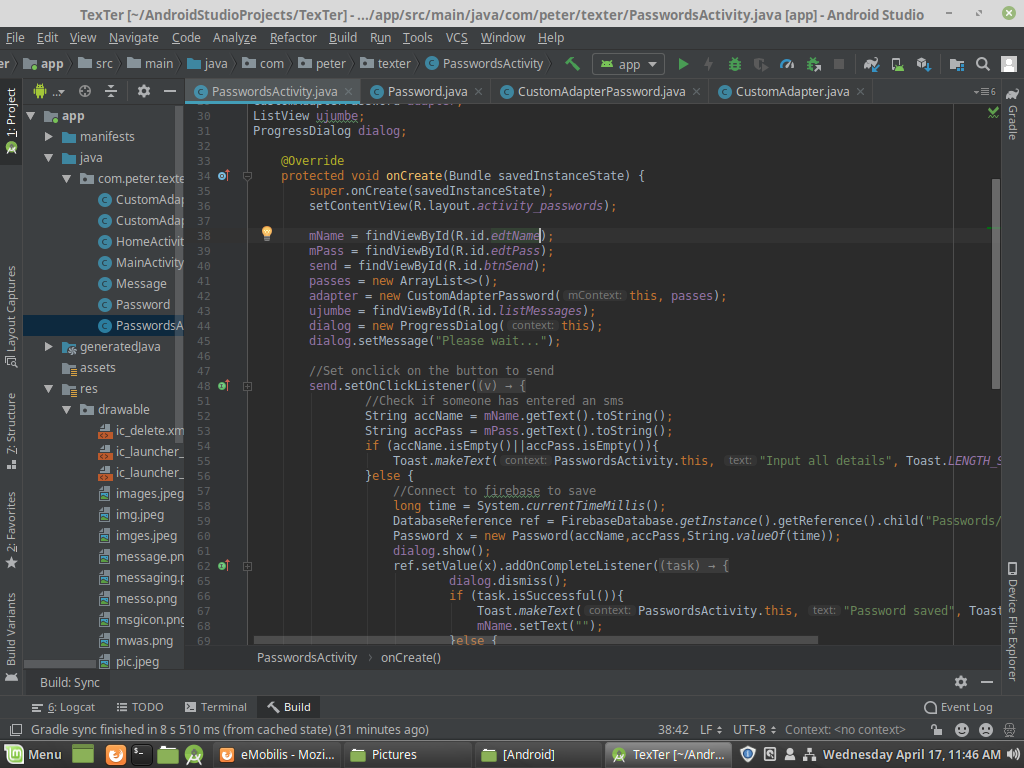 TexTer [~/AndroidStudioProjects/TexTer] - .../app/src/main/java/com/peter/texter/PasswordsActivity.java [app] - Android Studio
File Edit View Navigate Code Analyze Refactor Build Run Tools VCS Window Help
er app src main java com peter texter PasswordsActivity app
PasswordsActivity.java Password.java CustomAdapterPassword.java CustomAdapter.java 6
1: Project
Layout Captures
7: Structure
2: Favorites
Build Variants
app
manifests
java
com.peter.texte
CustomAdap
CustomAdap
HomeActivit
MainActivity
Message
Password
PasswordsA
generatedJava
assets
res
drawable
ic_delete.xm
ic_launcher_
ic_launcher_
images.jpeg
img.jpeg
imges.jpeg
message.pn
messaging.p
messo.png
msgicon.png
mwas.png
pic.jpeg
30 ListView ujumbe;
31 ProgressDialog dialog;
32
33 @Override
34 protected void onCreate(Bundle savedInstanceState) {
35 super.onCreate(savedInstanceState);
36 setContentView(R.layout.activity_passwords);
37
38 mName = findViewById(R.id.edtName);
39 mPass = findViewById(R.id.edtPass);
40 send = findViewById(R.id.btnSend);
41 passes = new ArrayList<>();
42 adapter = new CustomAdapterPassword( mContext: this, passes);
43 ujumbe = findViewById(R.id.listMessages);
44 dialog = new ProgressDialog( context: this);
45 dialog.setMessage("Please wait...");
46
47 //Set onclick on the button to send
48 send.setOnClickListener((v) → {
51 //Check if someone has entered an sms
52 String accName = mName.getText().toString();
53 String accPass = mPass.getText().toString();
54 if (accName.isEmpty()||accPass.isEmpty()){
55 Toast.makeText( context: PasswordsActivity.this, text: "Input all details", Toast.LENGTH_S
56 }else {
57 //Connect to firebase to save
58 long time = System.currentTimeMillis();
59 DatabaseReference ref = FirebaseDatabase.getInstance().getReference().child("Passwords/
60 Password x = new Password(accName,accPass,String.valueOf(time));
61 dialog.show();
62 ref.setValue(x).addOnCompleteListener((task) → {
65 dialog.dismiss();
66 if (task.isSuccessful()){
67 Toast.makeText( context: PasswordsActivity.this, text: "Password saved", Toast
68 mName.setText("");
69 }else {
PasswordsActivity › onCreate()
Gradle
Device File Explorer
Build: Sync
6: Logcat TODO Terminal Build Event Log
Gradle sync finished in 8 s 510 ms (from cached state) (31 minutes ago) 38:42 LF UTF-8 Context: <no context>
Menu eMobilis - Mozi... Pictures [Android] TexTer [~/Andr... Wednesday April 17, 11:46 AM